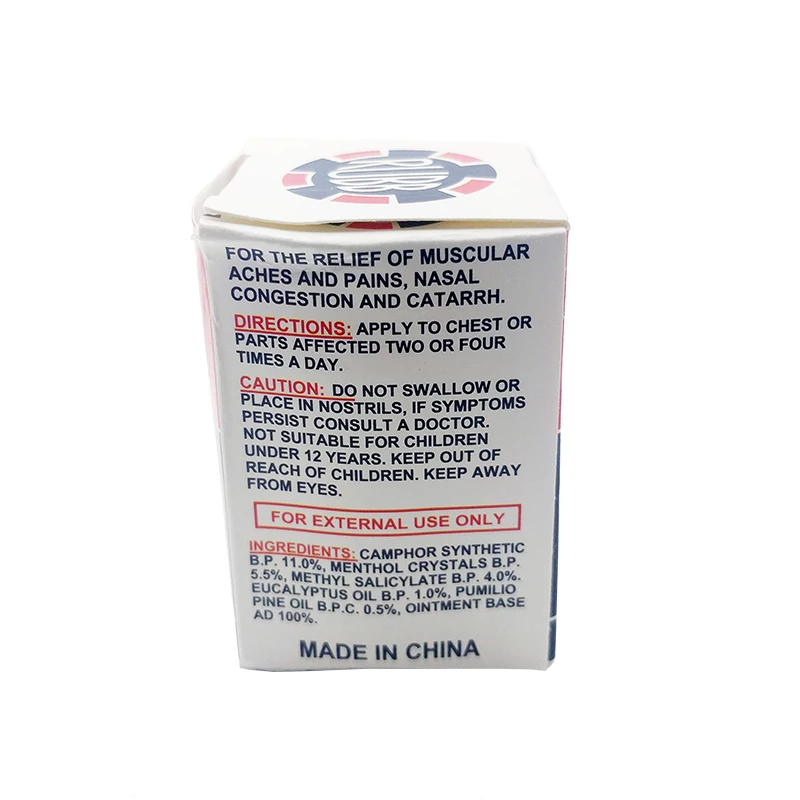 RUBB
FOR THE RELIEF OF MUSCULAR
ACHES AND PAINS, NASAL
CONGESTION AND CATARRH.
DIRECTIONS: APPLY TO CHEST OR
PARTS AFFECTED TWO OR FOUR
TIMES A DAY.
CAUTION: DO NOT SWALLOW OR
PLACE IN NOSTRILS, IF SYMPTOMS
PERSIST CONSULT A DOCTOR.
NOT SUITABLE FOR CHILDREN
UNDER 12 YEARS. KEEP OUT OF
REACH OF CHILDREN. KEEP AWAY
FROM EYES.
FOR EXTERNAL USE ONLY
INGREDIENTS: CAMPHOR SYNTHETIC
B.P. 11.0%, MENTHOL CRYSTALS B.P.
5.5%, METHYL SALICYLATE B.P. 4.0%.
EUCALYPTUS OIL B.P. 1.0%, PUMILIO
PINE OIL B.P.C. 0.5%, OINTMENT BASE
AD 100%.
MADE IN CHINA